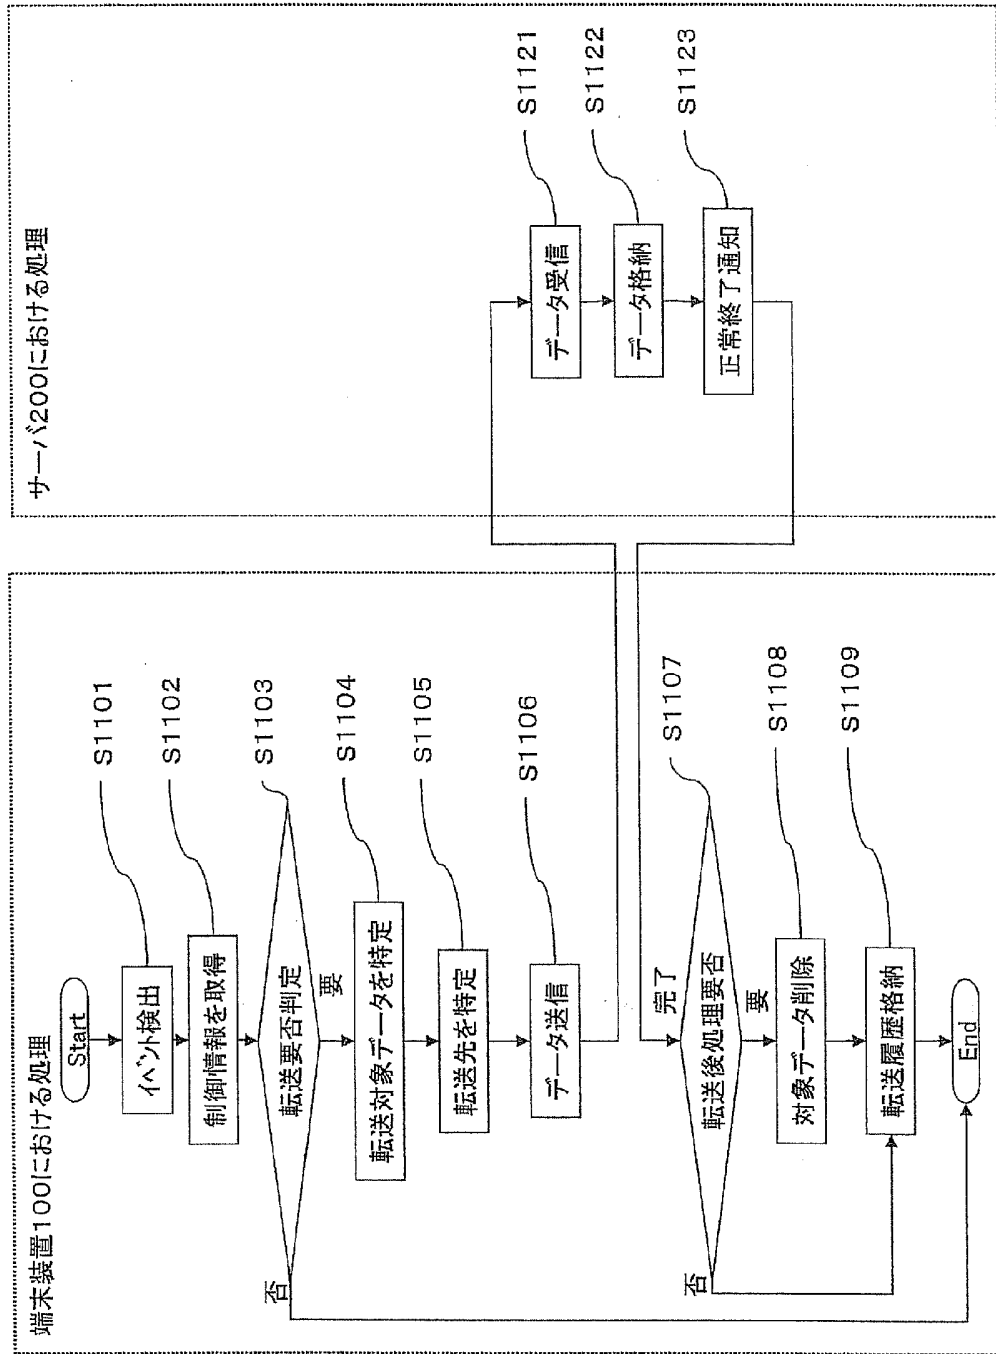 端末装置100における処理
Start
イベント検出
S1101
制御情報を取得
S1102
転送要否判定
S1103
否
要
転送対象データを特定
S1104
転送先を特定
S1105
データ送信
S1106
完了
転送後処理要否
S1107
否
要
対象データ削除
S1108
転送履歴格納
S1109
End
サーバ200における処理
データ受信
S1121
データ格納
S1122
正常終了通知
S1123